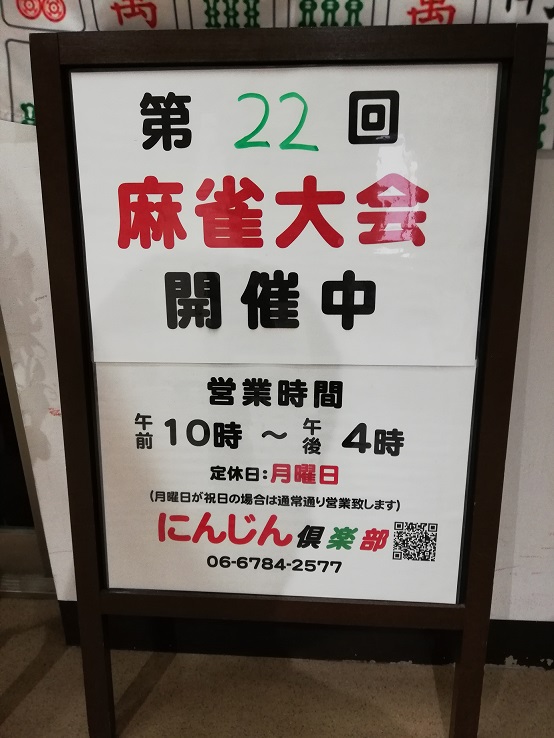 萬
萬
第 22 回
麻雀大会
開催中
営業時間
午前 10時 ～ 午後 4時
定休日：月曜日
（月曜日が祝日の場合は通常通り営業致します）
にんじん倶楽部
06-6784-2577